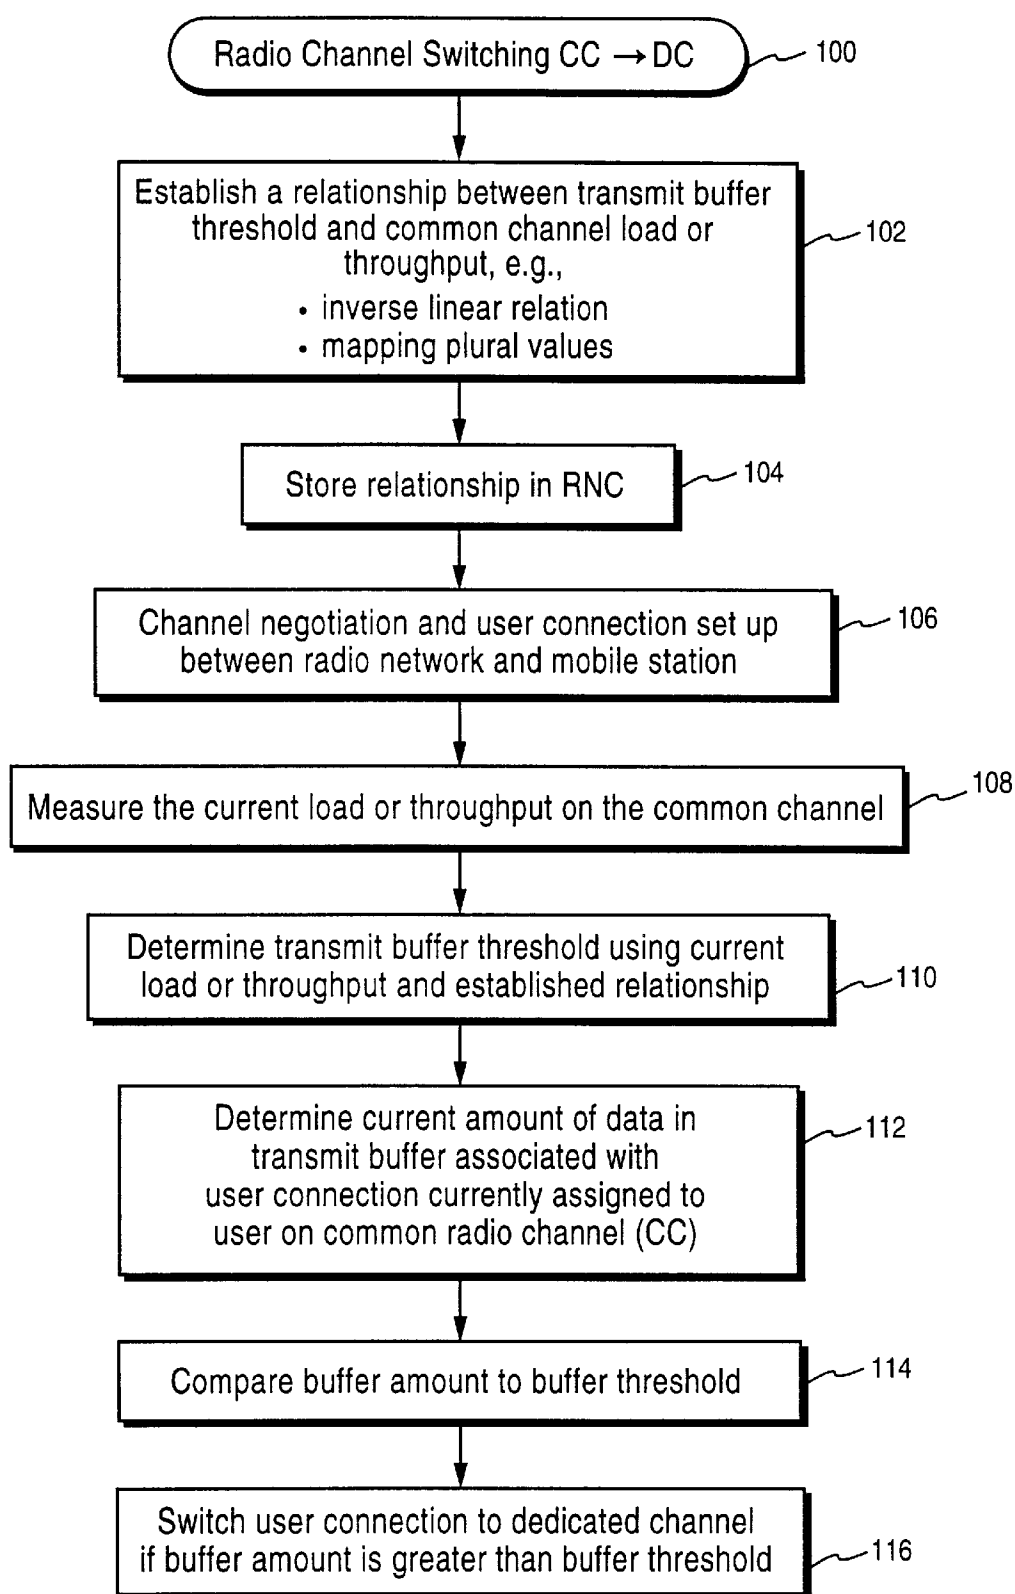 Radio Channel Switching CC → DC
100
Establish a relationship between transmit buffer
threshold and common channel load or
throughput, e.g.,
• inverse linear relation
• mapping plural values
102
Store relationship in RNC
104
Channel negotiation and user connection set up
between radio network and mobile station
106
Measure the current load or throughput on the common channel
108
Determine transmit buffer threshold using current
load or throughput and established relationship
110
Determine current amount of data in
transmit buffer associated with
user connection currently assigned to
user on common radio channel (CC)
112
Compare buffer amount to buffer threshold
114
Switch user connection to dedicated channel
if buffer amount is greater than buffer threshold
116